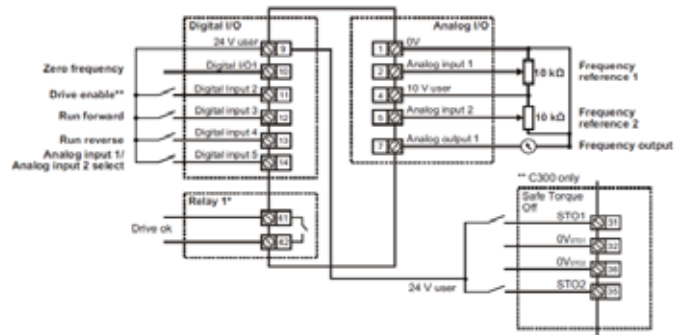 Digital I/O
24 V user
9
Zero frequency
Digital I/O1
10
Drive enable**
Digital Input 2
11
Run forward
Digital input 3
12
Run reverse
Digital input 4
13
Analog input 1/
Analog input 2 select
Digital input 5
14
Relay 1*
41
Drive ok
42
Analog I/O
1
0V
2
Analog input 1
10 kΩ
Frequency
reference 1
4
10 V user
5
Analog input 2
10 kΩ
Frequency
reference 2
7
Analog output 1
Frequency output
** C300 only
Safe Torque
Off
STO1
31
0VSTO1
32
0VSTO2
36
24 V user
STO2
35